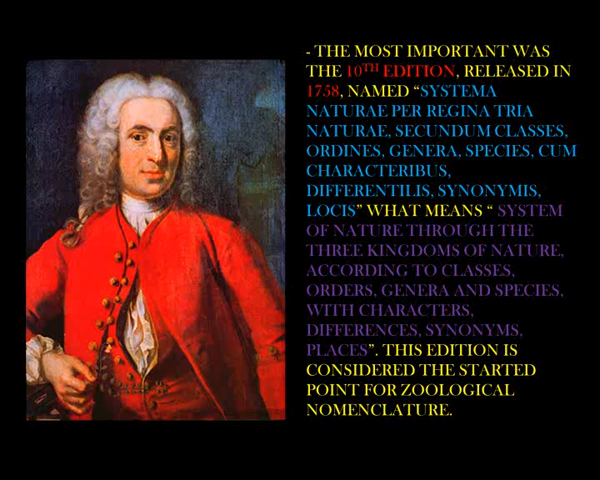 - THE MOST IMPORTANT WAS
THE 10TH EDITION, RELEASED IN
1758, NAMED “SYSTEMA
NATURAE PER REGINA TRIA
NATURAE, SECUNDUM CLASSES,
ORDINES, GENERA, SPECIES, CUM
CHARACTERIBUS,
DIFFERENTILIS, SYNONYMIS,
LOCIS” WHAT MEANS “ SYSTEM
OF NATURE THROUGH THE
THREE KINGDOMS OF NATURE,
ACCORDING TO CLASSES,
ORDERS, GENERA AND SPECIES,
WITH CHARACTERS,
DIFFERENCES, SYNONYMS,
PLACES”. THIS EDITION IS
CONSIDERED THE STARTED
POINT FOR ZOOLOGICAL
NOMENCLATURE.